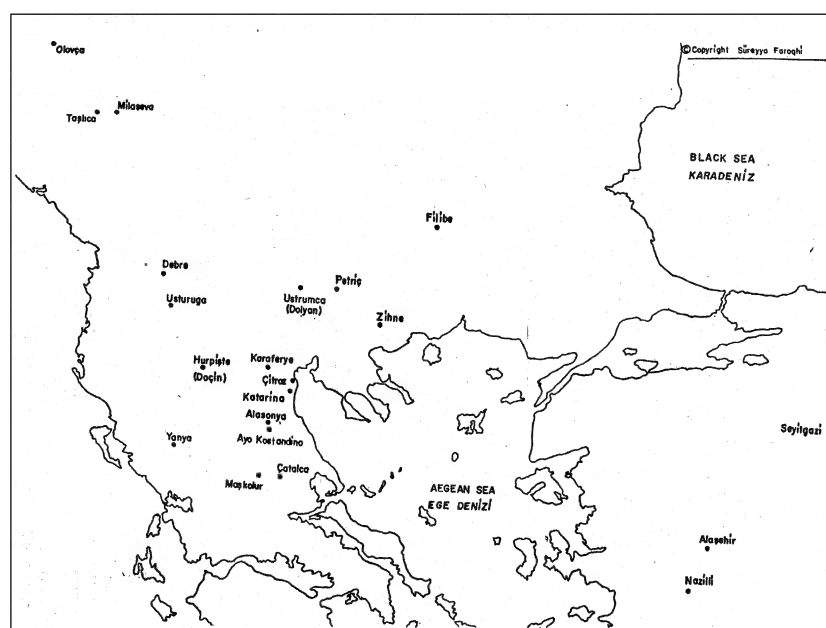 Olovça
© Copyright Süreyya Faroqhi
Taşlıca
Milaşeva
BLACK SEA
KARADENİZ
Filibe
Debre
Petriç
Usturuga
Ustrumca
(Dolyan)
Zihne
Hurpişte
(Doçin)
Karaferye
Çitroz
Katarina
Alasonya
Ayo Kostandino
Yanya
Seyitgazi
Maşkolur
Çatalca
AEGEAN SEA
EGE DENİZİ
Alaşehir
Nazilli